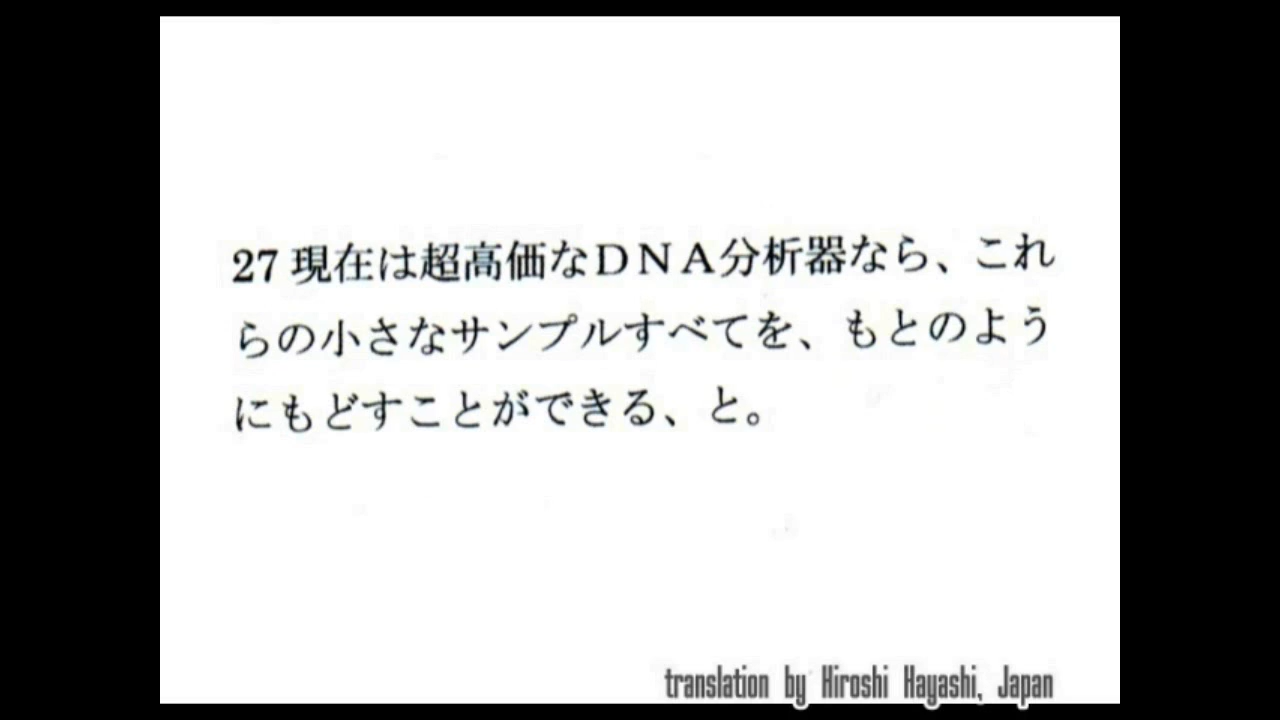 27 現在は超高価なＤＮＡ分析器なら、これ
らの小さなサンプルすべてを、もとのよう
にもどすことができる、と。
translation by Hiroshi Hayashi, Japan